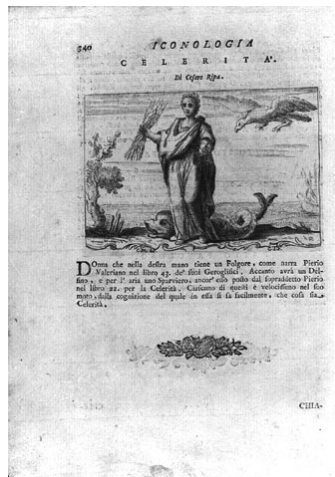 340 ICONOLOGIA
CELERITA'.
Di Cesare Ripa.
DOnna che nella destra mano tiene un Folgore, come narra Pierio
Valeriano nel libro 43. de' suoi Geroglifici. Accanto avrà un Del-
fino, e per l' aria uno Sparviero, ancor' esso posto dal sopraddetto Pierio
nel libro 22. per la Celerità. Ciascuno di questi è velocissimo nel suo
moto, dalla cognizione del quale in essa si sa facilmente, che cosa sia
Celerità.
CHIA-